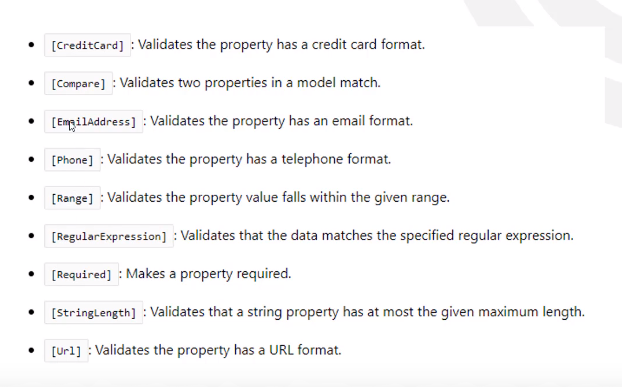 [CreditCard] : Validates the property has a credit card format.
[Compare] : Validates two properties in a model match.
[EmailAddress] : Validates the property has an email format.
[Phone] : Validates the property has a telephone format.
[Range] : Validates the property value falls within the given range.
[RegularExpression] : Validates that the data matches the specified regular expression.
[Required] : Makes a property required.
[StringLength] : Validates that a string property has at most the given maximum length.
[Url] : Validates the property has a URL format.